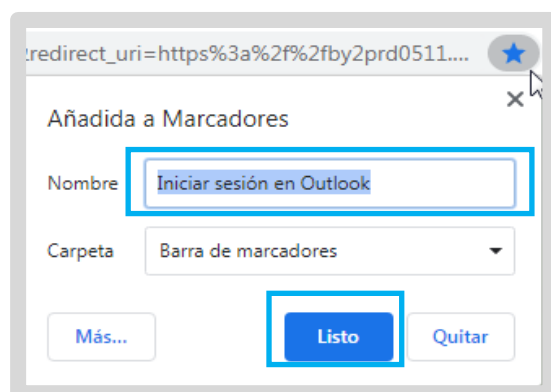 redirect_uri=https%3a%2f%2fby2prd0511....
Añadida a Marcadores
Nombre Iniciar sesión en Outlook
Carpeta Barra de marcadores
Más... Listo Quitar